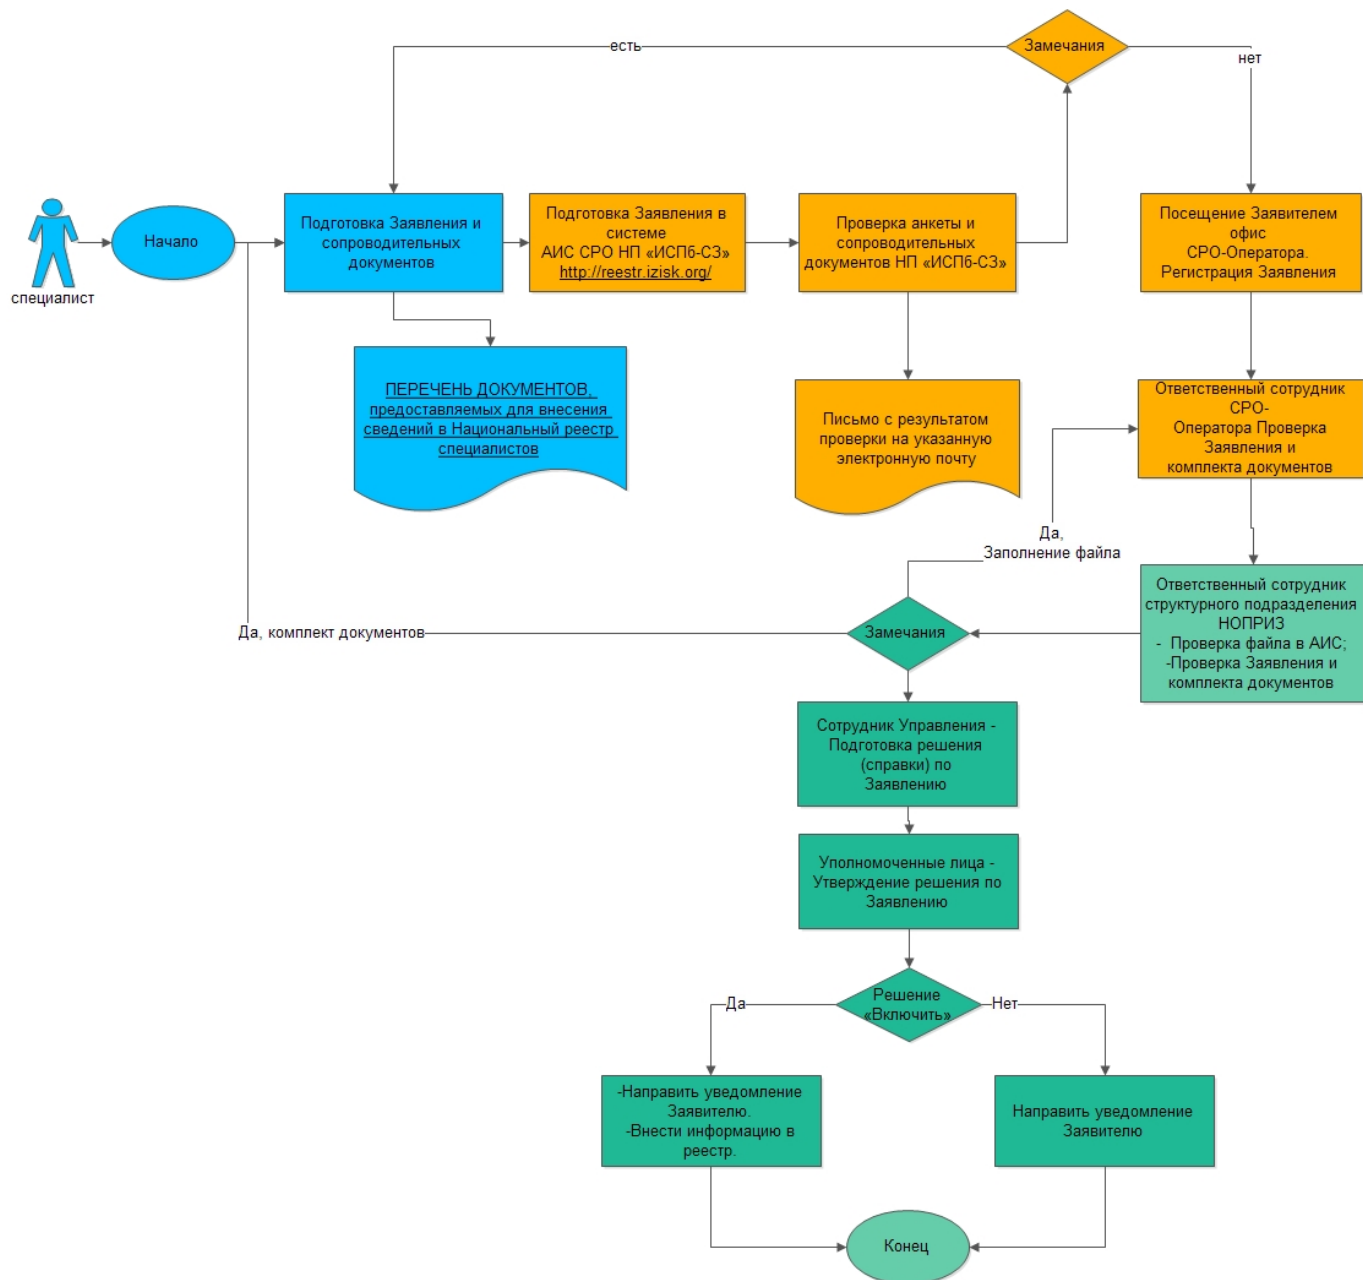 Замечания
есть
нет
специалист
Начало
Подготовка Заявления и
сопроводительных
документов
Подготовка Заявления в
системе
АИС СРО НП «ИСПб-СЗ»
http://reestr.izisk.org/
Проверка анкеты и
сопроводительных
документов НП «ИСПб-СЗ»
Посещение Заявителем
офис
СРО-Оператора.
Регистрация Заявления
ПЕРЕЧЕНЬ ДОКУМЕНТОВ,
предоставляемых для внесения
сведений в Национальный реестр
специалистов
Письмо с результатом
проверки на указанную
электронную почту
Ответственный сотрудник
СРО-
Оператора Проверка
Заявления и
комплекта документов
Да,
Заполнение файла
Ответственный сотрудник
структурного подразделения
НОПРИЗ
- Проверка файла в АИС;
-Проверка Заявления и
комплекта документов
Замечания
Да, комплект документов
Сотрудник Управления -
Подготовка решения
(справки) по
Заявлению
Уполномоченные лица -
Утверждение решения по
Заявлению
Решение
«Включить»
Да
Нет
-Направить уведомление
Заявителю.
-Внести информацию в
реестр.
Направить уведомление
Заявителю
Конец